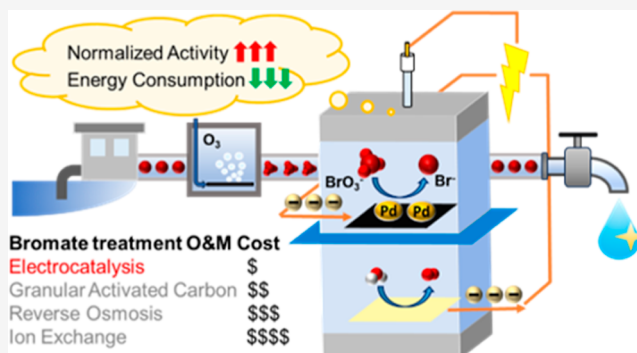 Normalized Activity
Energy Consumption
O₃
BrO₃⁻
Br⁻
Pd
Pd
Bromate treatment O&M Cost
Electrocatalysis $
Granular Activated Carbon $$
Reverse Osmosis $$$
Ion Exchange $$$$